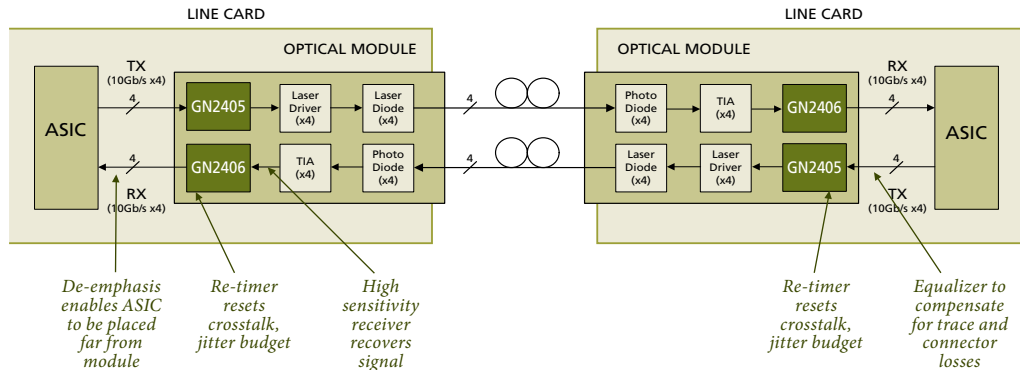 LINE CARD
LINE CARD
OPTICAL MODULE
OPTICAL MODULE
TX
(10Gb/s x4)
4
ASIC
GN2405
Laser
Driver
(x4)
Laser
Diode
(x4)
4
Photo
Diode
(x4)
TIA
(x4)
GN2406
RX
(10Gb/s x4)
4
ASIC
4
RX
(10Gb/s x4)
GN2406
TIA
(x4)
Photo
Diode
(x4)
4
Laser
Diode
(x4)
Laser
Driver
(x4)
GN2405
4
TX
(10Gb/s x4)
De-emphasis
enables ASIC
to be placed
far from
module
Re-timer
resets
crosstalk,
jitter budget
High
sensitivity
receiver
recovers
signal
Re-timer
resets
crosstalk,
jitter budget
Equalizer to
compensate
for trace and
connector
losses